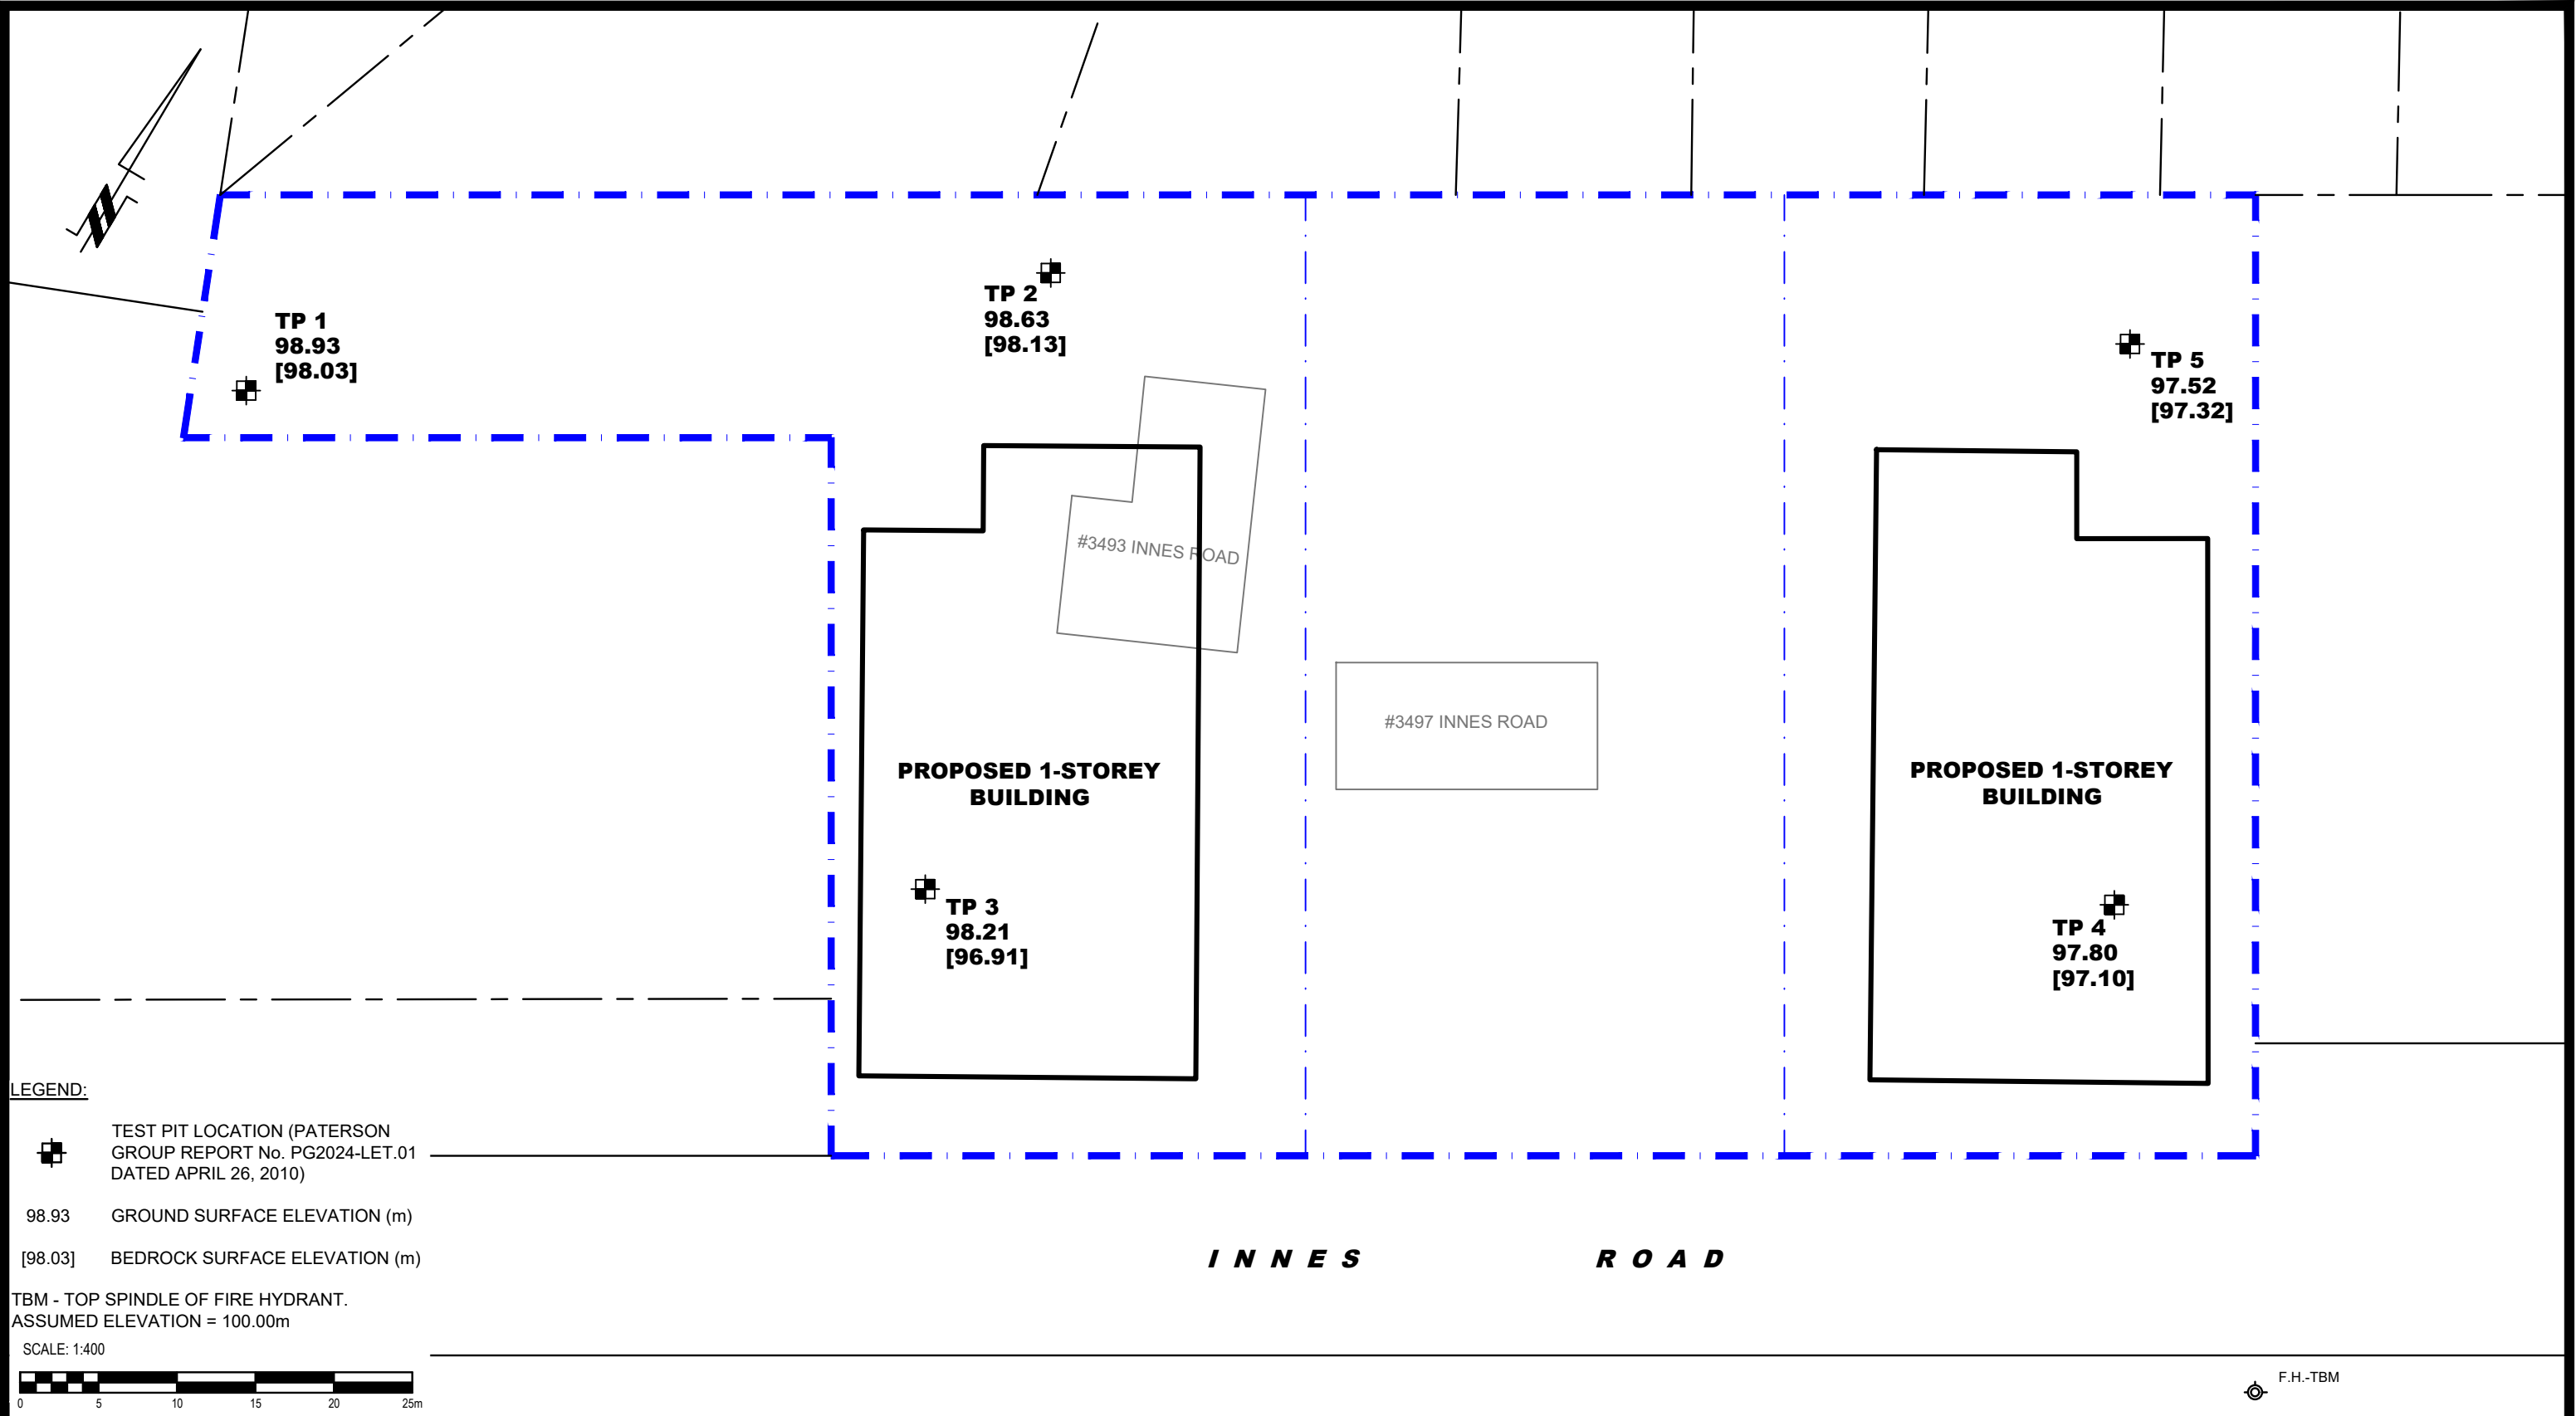 TP 1
98.93
[98.03]
TP 2
98.63
[98.13]
TP 5
97.52
[97.32]
#3493 INNES ROAD
#3497 INNES ROAD
PROPOSED 1-STOREY
BUILDING
PROPOSED 1-STOREY
BUILDING
TP 3
98.21
[96.91]
TP 4
97.80
[97.10]
LEGEND:
TEST PIT LOCATION (PATERSON
GROUP REPORT No. PG2024-LET.01
DATED APRIL 26, 2010)
98.93 GROUND SURFACE ELEVATION (m)
[98.03] BEDROCK SURFACE ELEVATION (m)
TBM - TOP SPINDLE OF FIRE HYDRANT.
ASSUMED ELEVATION = 100.00m
SCALE: 1:400
0 5 10 15 20 25m
INNES ROAD
F.H.-TBM